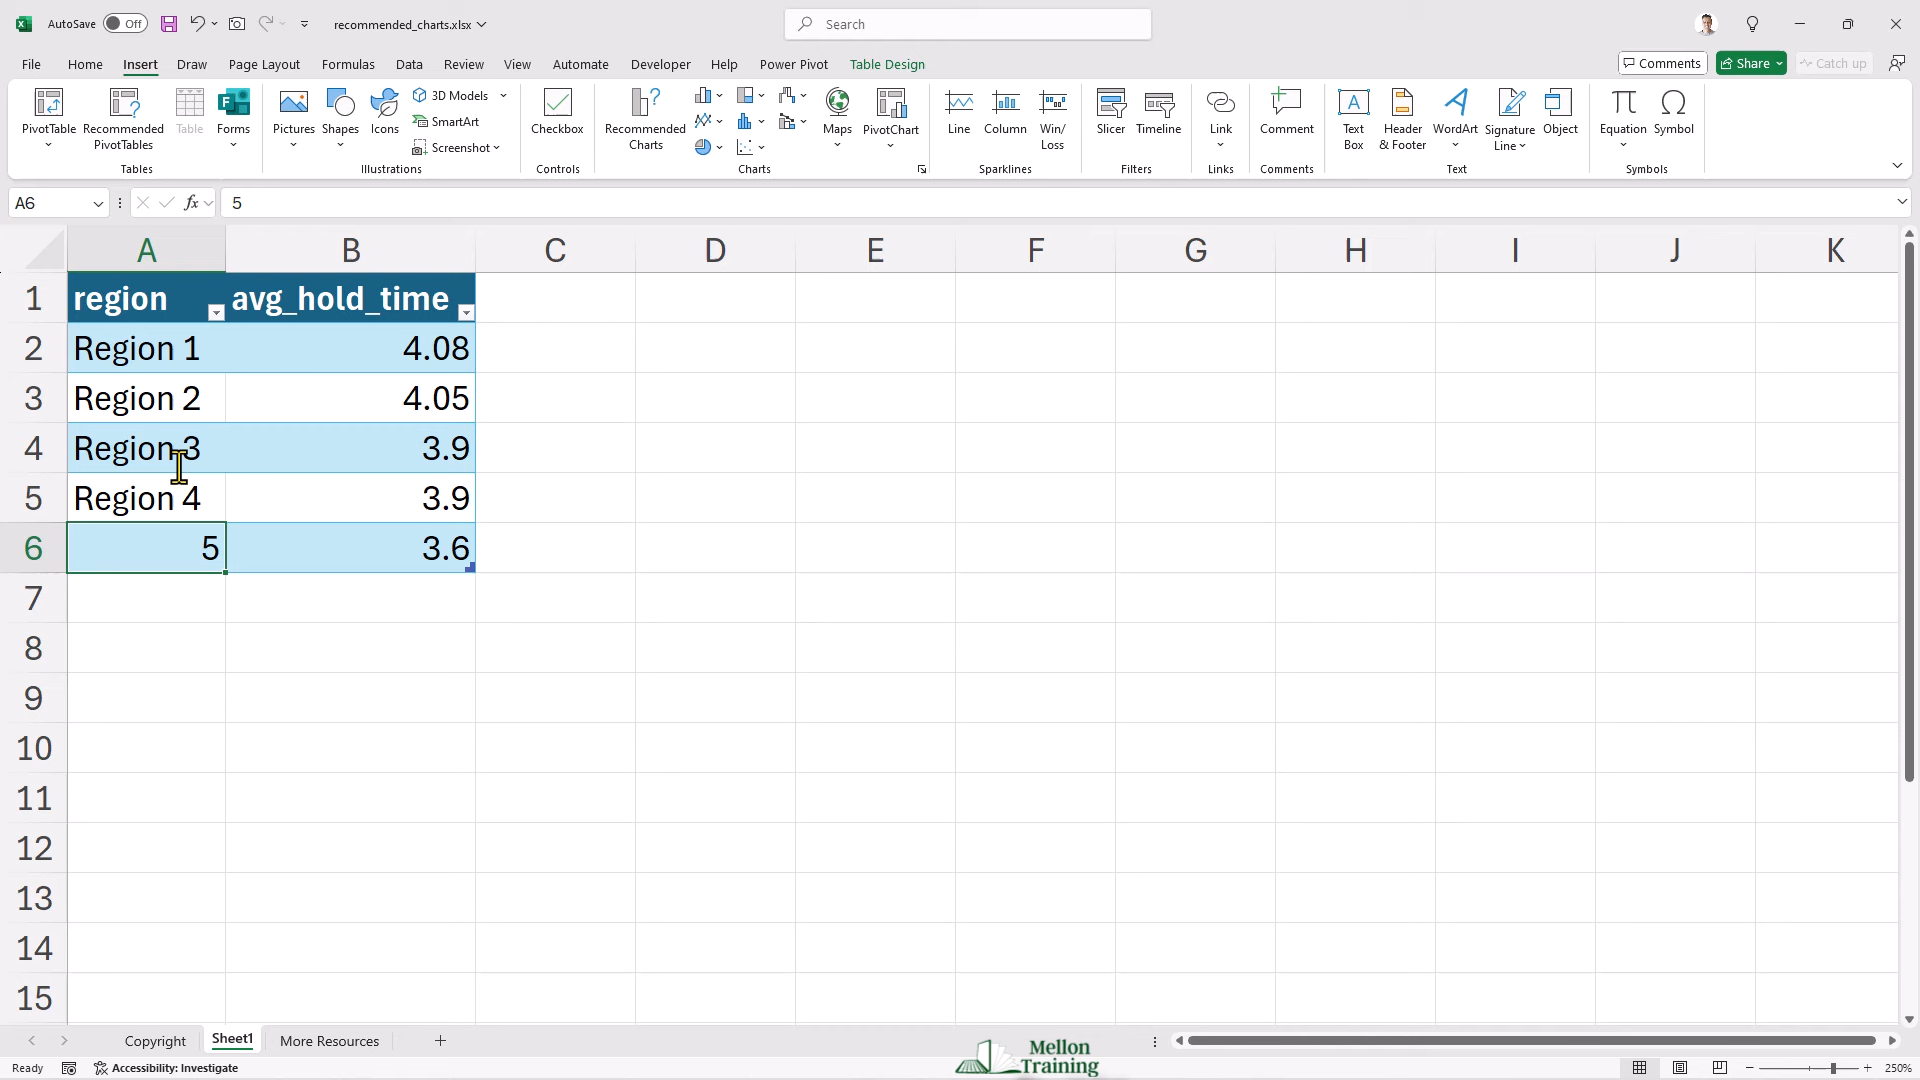 AutoSave Off recommended_charts.xlsx Search
File Home Insert Draw Page Layout Formulas Data Review View Automate Developer Help Power Pivot Table Design Comments Share Catch up
PivotTable Recommended PivotTables Table Forms
Tables
Pictures Shapes Icons 3D Models SmartArt Screenshot
Illustrations
Checkbox
Controls
Recommended Charts Maps PivotChart
Charts
Line Column Win/Loss
Sparklines
Slicer Timeline
Filters
Link
Links
Comment
Comments
Text Box Header & Footer WordArt Signature Line Object
Text
Equation Symbol
Symbols
A6 fx 5
A B C D E F G H I J K
1 region avg_hold_time
2 Region 1 4.08
3 Region 2 4.05
4 Region 3 3.9
5 Region 4 3.9
6 5 3.6
7
8
9
10
11
12
13
14
15
Copyright Sheet1 More Resources
Mellon
Training
Ready Accessibility: Investigate 250%